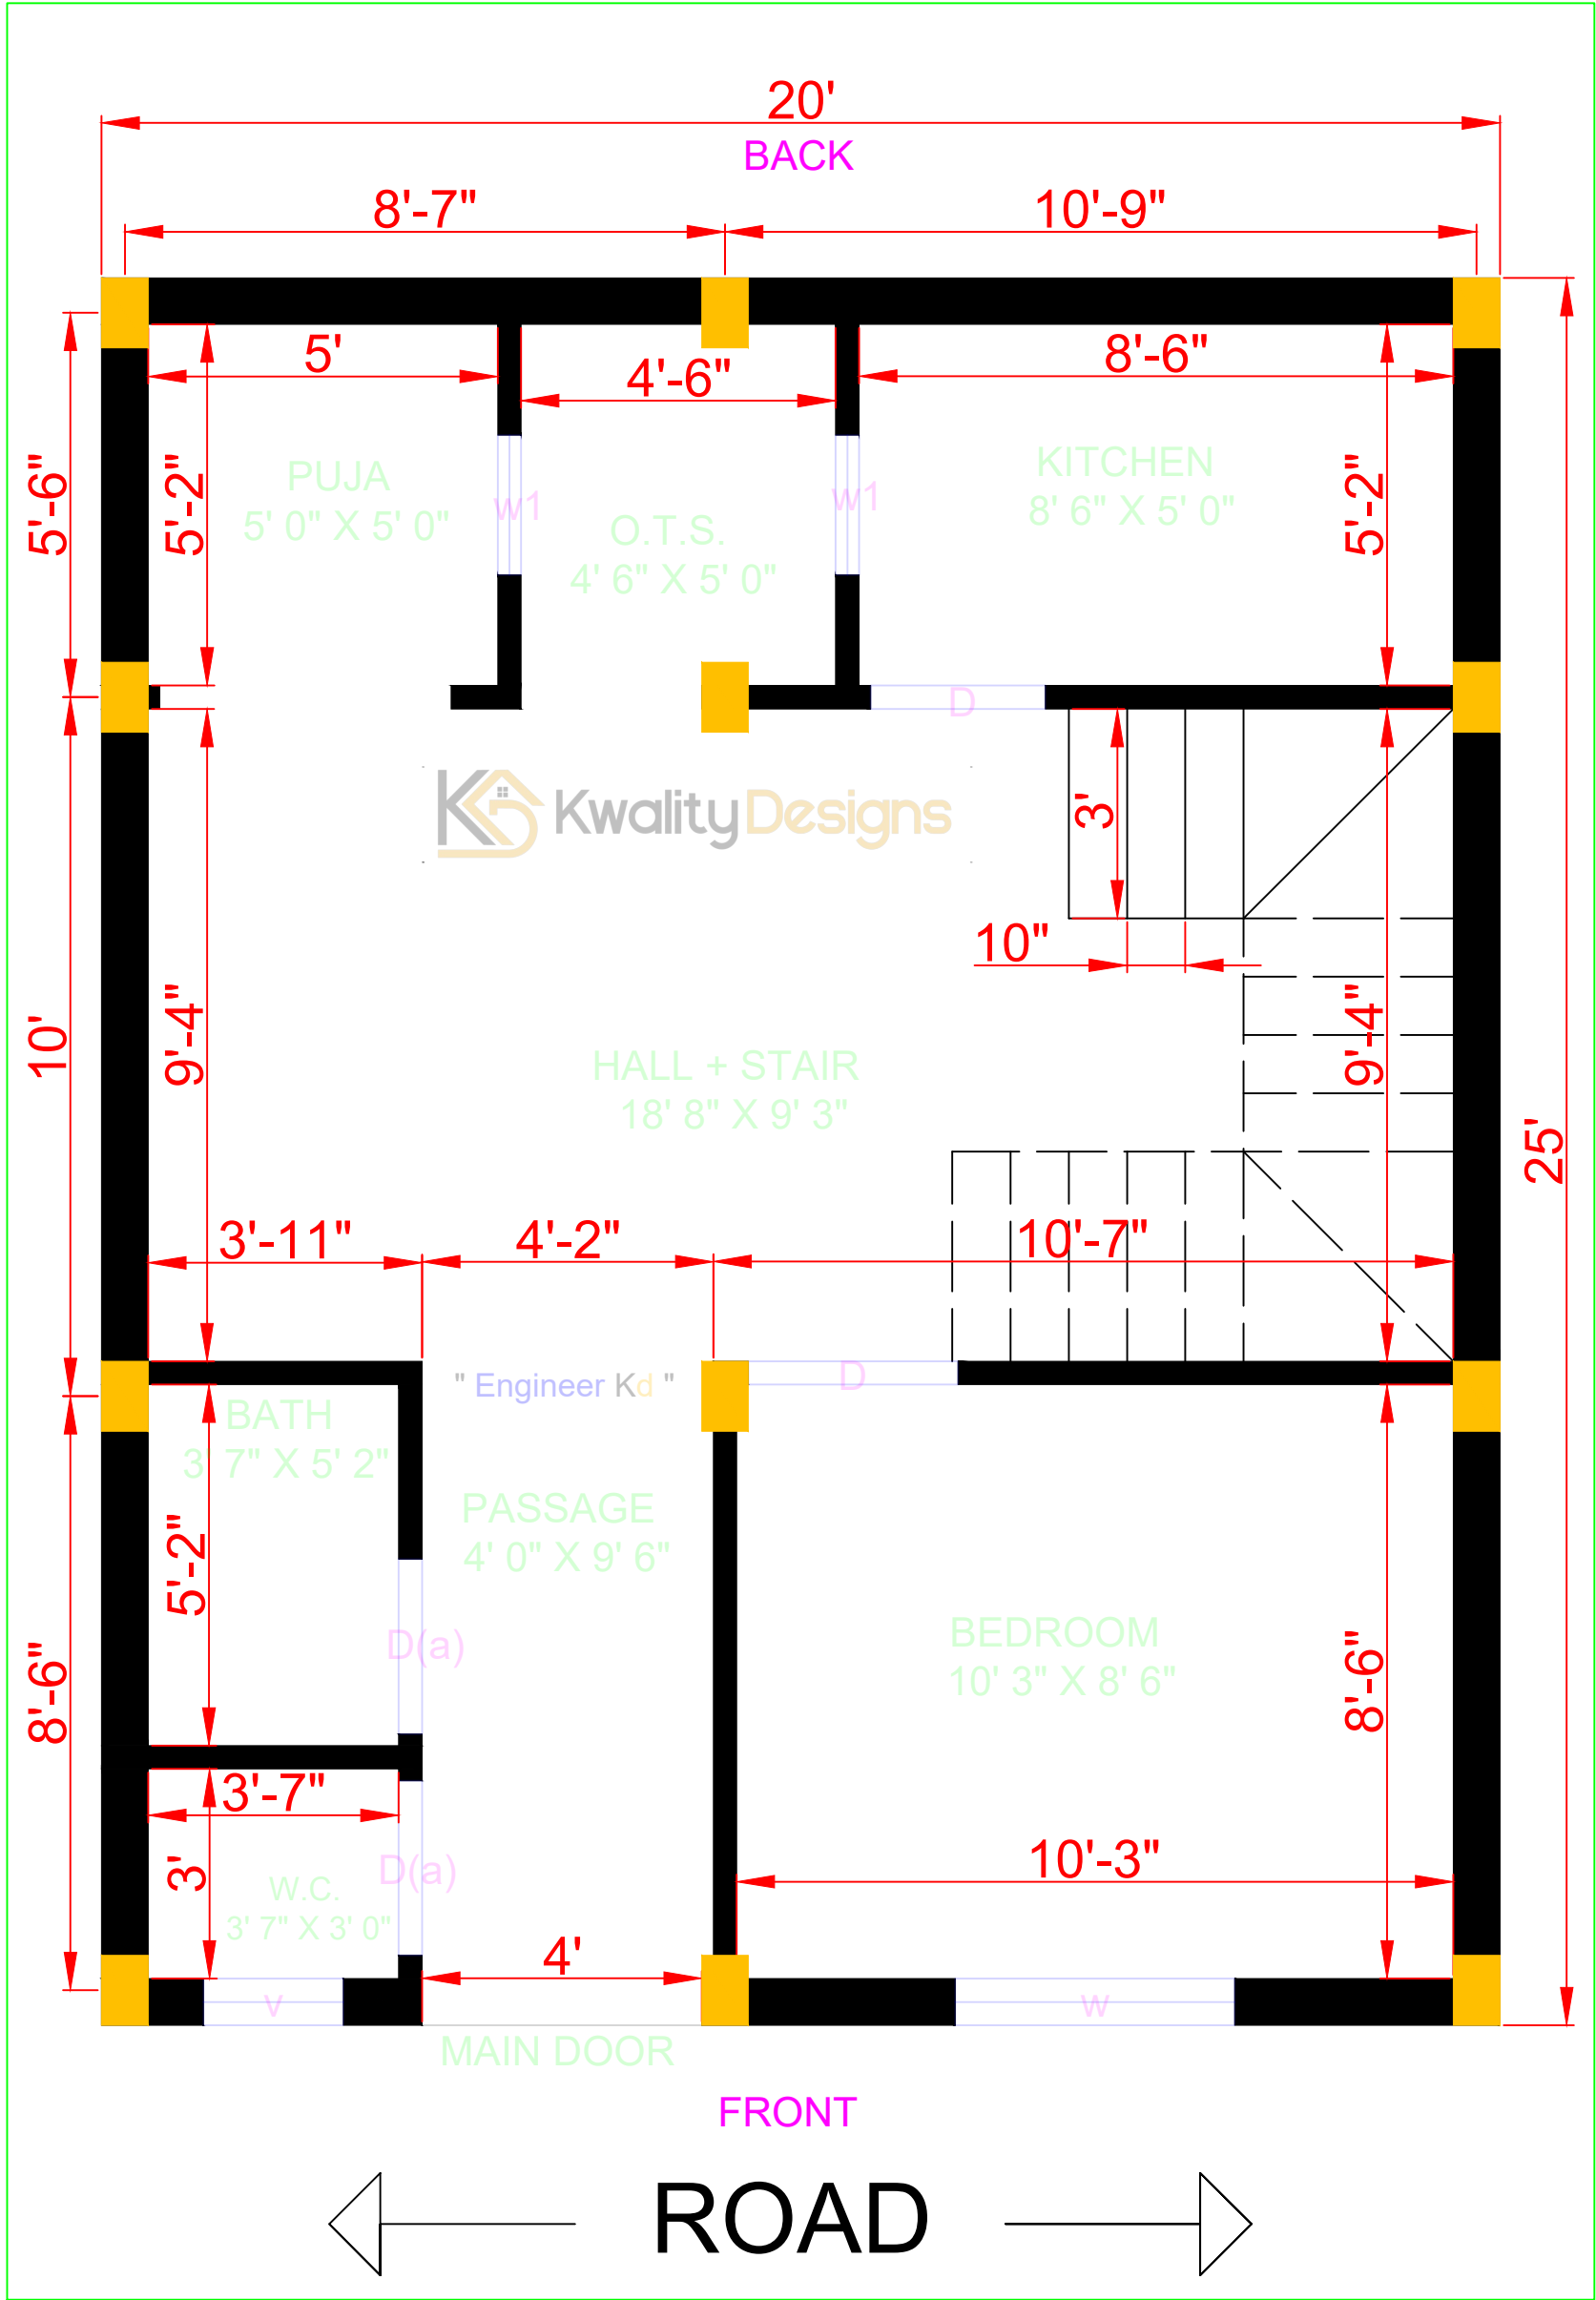 20'
BACK
8'-7"
10'-9"
5'
4'-6"
8'-6"
5'-6"
5'-2"
PUJA
5' 0" X 5' 0"
w1
O.T.S.
4' 6" X 5' 0"
w1
KITCHEN
8' 6" X 5' 0"
5'-2"
D
KwalityDesigns
3'
10"
10'
9'-4"
HALL + STAIR
18' 8" X 9' 3"
9'-4"
25'
3'-11"
4'-2"
10'-7"
" Engineer Kd "
D
BATH
3' 7" X 5' 2"
PASSAGE
4' 0" X 9' 6"
5'-2"
D(a)
BEDROOM
10' 3" X 8' 6"
8'-6"
8'-6"
3'-7"
3'
W.C.
3' 7" X 3' 0"
D(a)
10'-3"
4'
V
W
MAIN DOOR
FRONT
ROAD